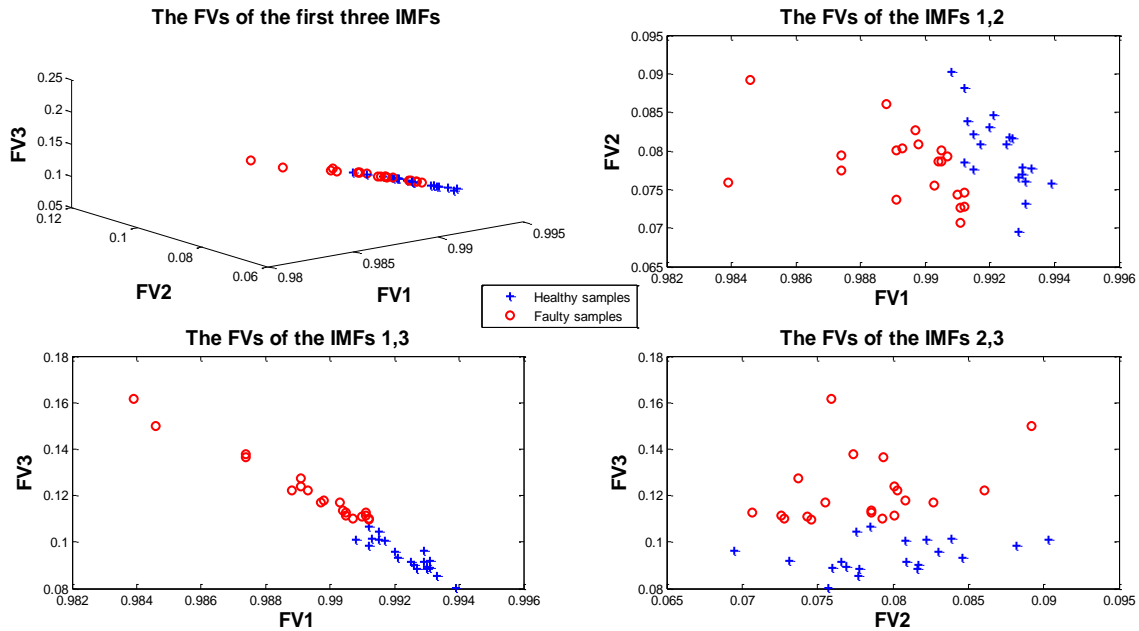 The FVs of the first three IMFs
0.25
0.2
0.15
0.1
0.05
FV3
0.12
0.1
0.08
0.06
FV2
0.98
0.985
0.99
0.995
FV1
The FVs of the IMFs 1,2
0.095
0.09
0.085
0.08
0.075
0.07
0.065
FV2
0.982 0.984 0.986 0.988 0.99 0.992 0.994 0.996
FV1
Healthy samples
Faulty samples
The FVs of the IMFs 1,3
0.18
0.16
0.14
0.12
0.1
0.08
FV3
0.982 0.984 0.986 0.988 0.99 0.992 0.994 0.996
FV1
The FVs of the IMFs 2,3
0.18
0.16
0.14
0.12
0.1
0.08
FV3
0.065 0.07 0.075 0.08 0.085 0.09 0.095
FV2